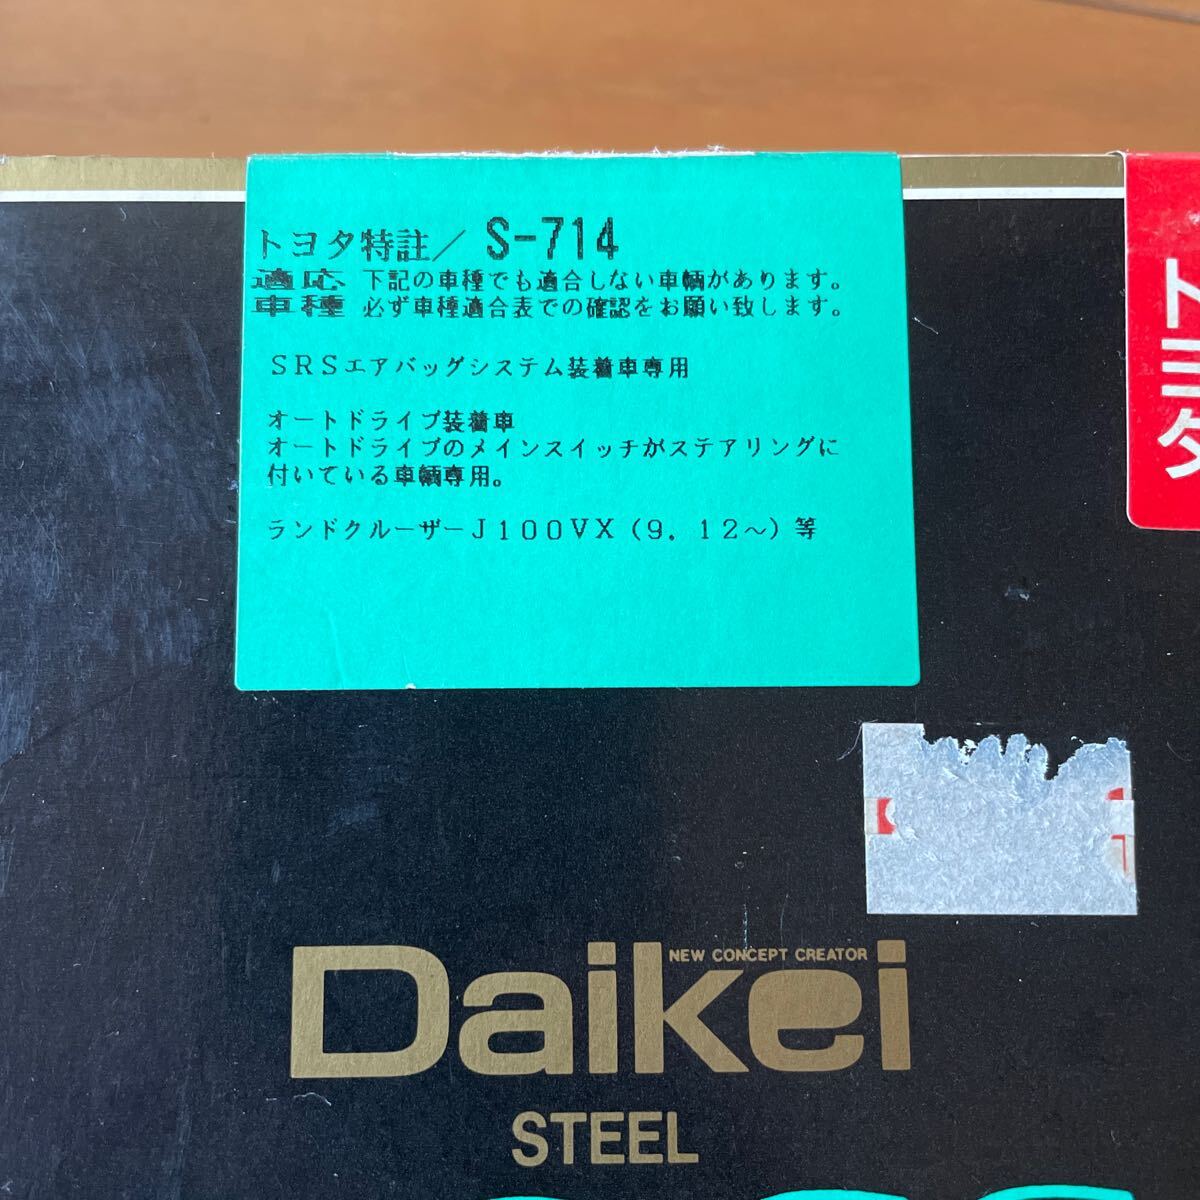 トヨタ特註／ S-714
適応 下記の車種でも適合しない車輌があります。
車種 必ず車種適合表での確認をお願い致します。
ＳＲＳエアバッグシステム装着車専用
オートドライブ装着車
オートドライブのメインスイッチがステアリングに
付いている車輌専用。
ランドクルーザーＪ１００ＶＸ（９．１２～）等
トヨタ
NEW CONCEPT CREATOR
Daikei
STEEL